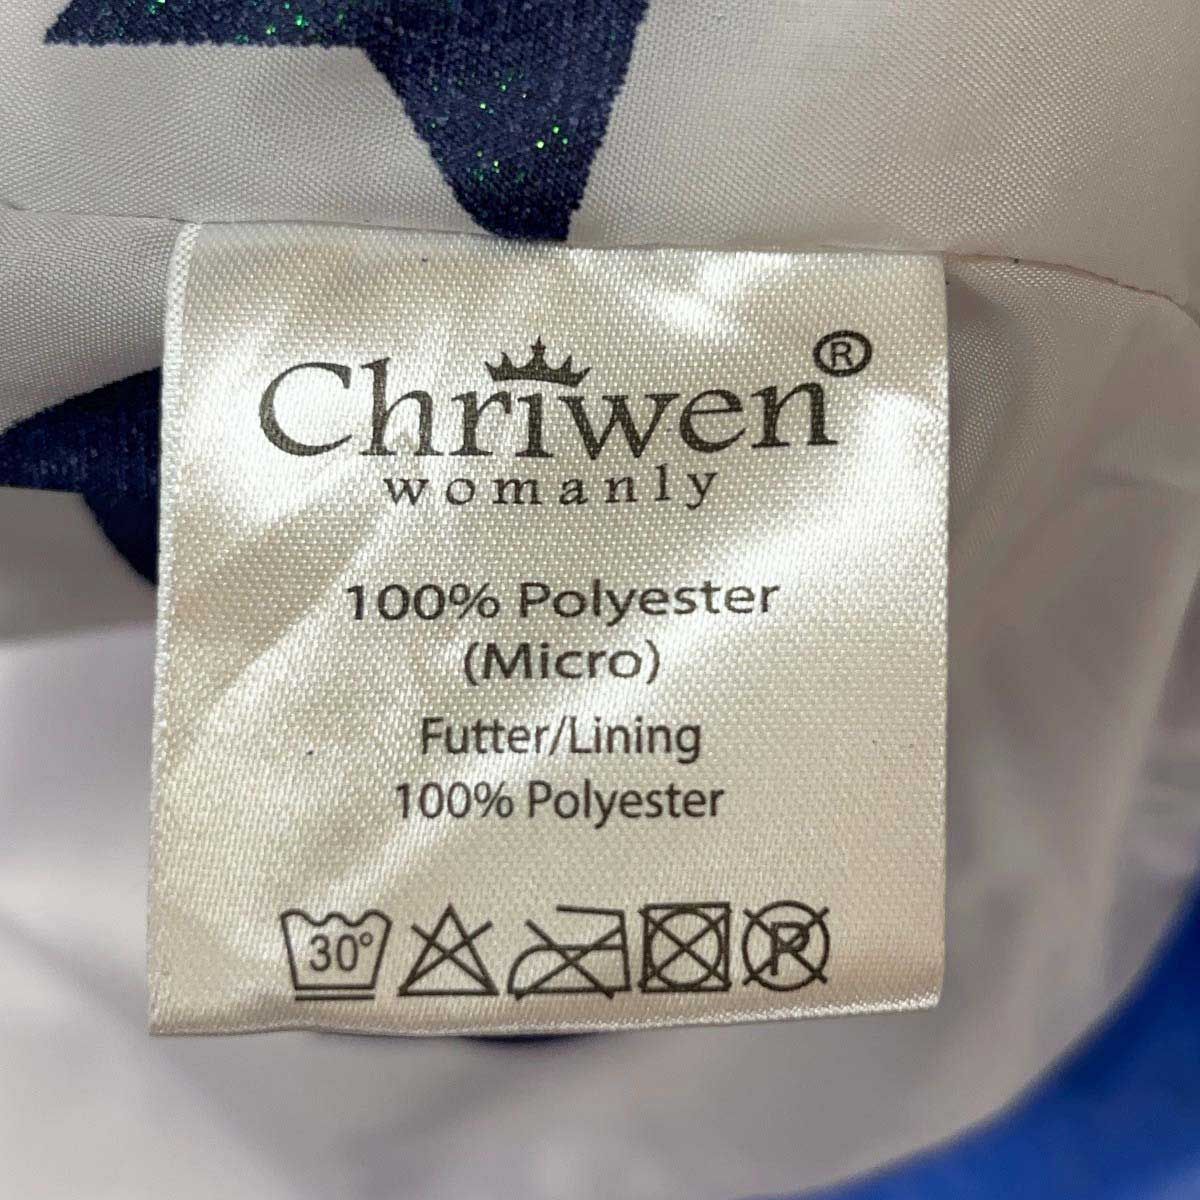 Chriwen®
womanly
100% Polyester
(Micro)
Futter/Lining
100% Polyester
30°
P